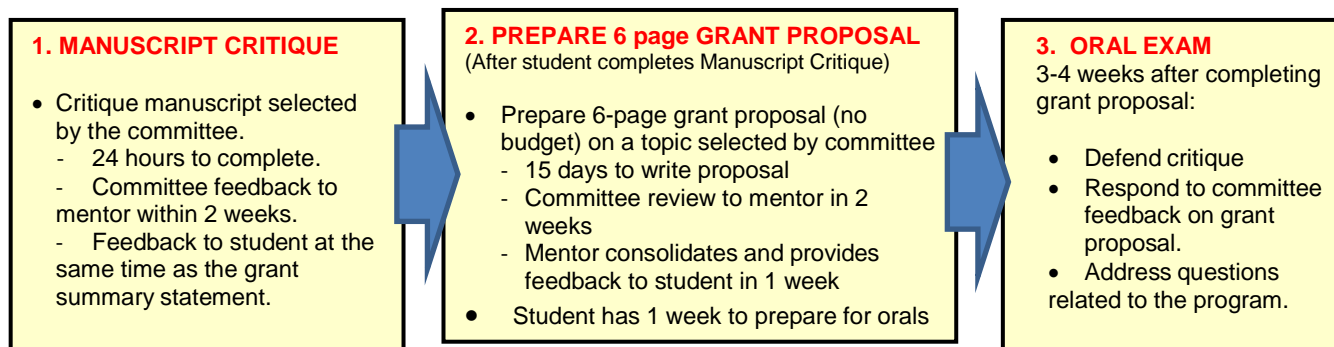 1. MANUSCRIPT CRITIQUE
• Critique manuscript selected
by the committee.
- 24 hours to complete.
- Committee feedback to
mentor within 2 weeks.
- Feedback to student at the
same time as the grant
summary statement.
2. PREPARE 6 page GRANT PROPOSAL
(After student completes Manuscript Critique)
• Prepare 6-page grant proposal (no
budget) on a topic selected by committee
- 15 days to write proposal
- Committee review to mentor in 2
weeks
- Mentor consolidates and provides
feedback to student in 1 week
• Student has 1 week to prepare for orals
3. ORAL EXAM
3-4 weeks after completing
grant proposal:
• Defend critique
• Respond to committee
feedback on grant
proposal.
• Address questions
related to the program.